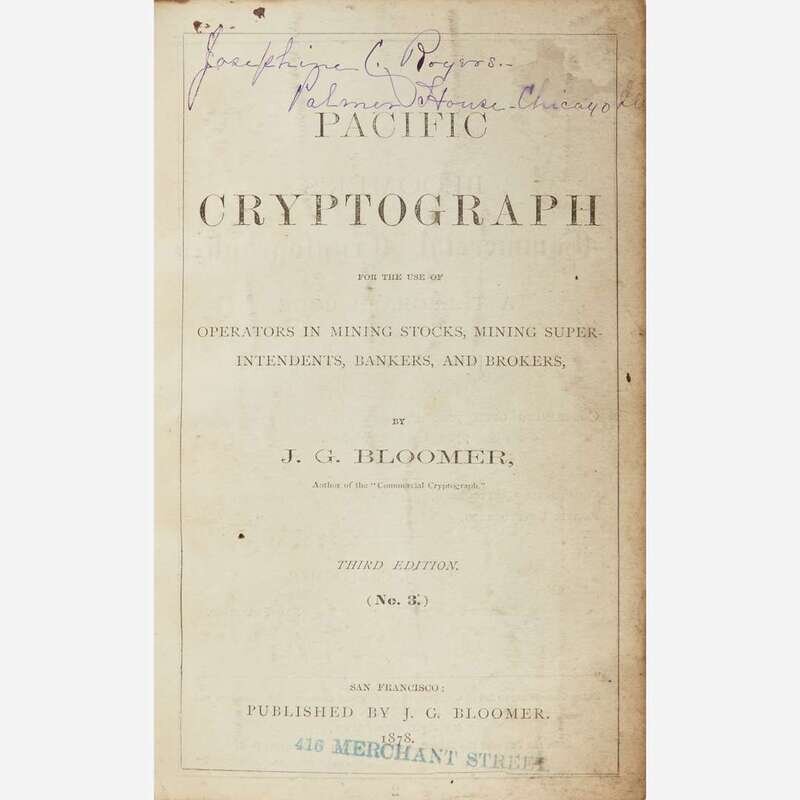 Josephine C. Rogers.-
Palmer House - Chicago Ill
PACIFIC
CRYPTOGRAPH
FOR THE USE OF
OPERATORS IN MINING STOCKS, MINING SUPER-
INTENDENTS, BANKERS, AND BROKERS,
BY
J. G. BLOOMER,
Author of the "Commercial Cryptograph."
THIRD EDITION.
(No. 3.)
SAN FRANCISCO:
PUBLISHED BY J. G. BLOOMER.
1878.
416 MERCHANT STREET.